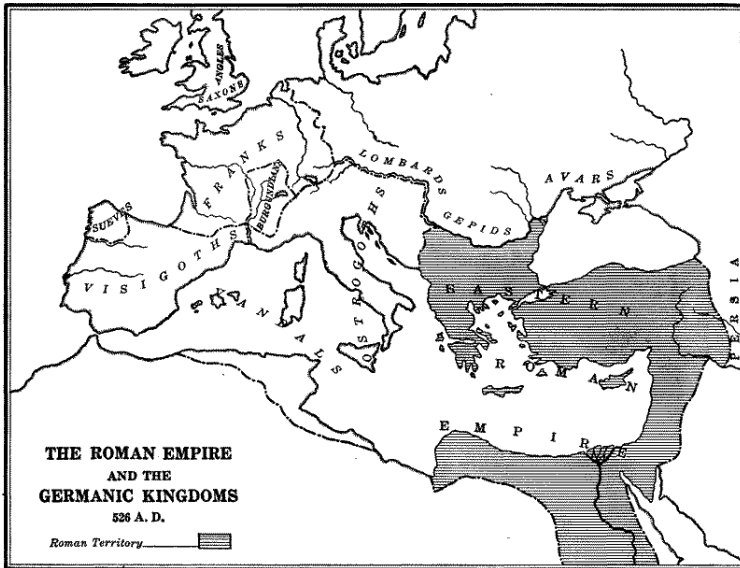 ANGLES
SAXONS
FRANKS
BURGUNDIANS
LOMBARDS
AVARS
GEPIDS
SUEVES
VISIGOTHS
VANDALS
OSTROGOTHS
EASTERN
ROMAN
EMPIRE
PERSIA
THE ROMAN EMPIRE
AND THE
GERMANIC KINGDOMS
526 A. D.
Roman Territory